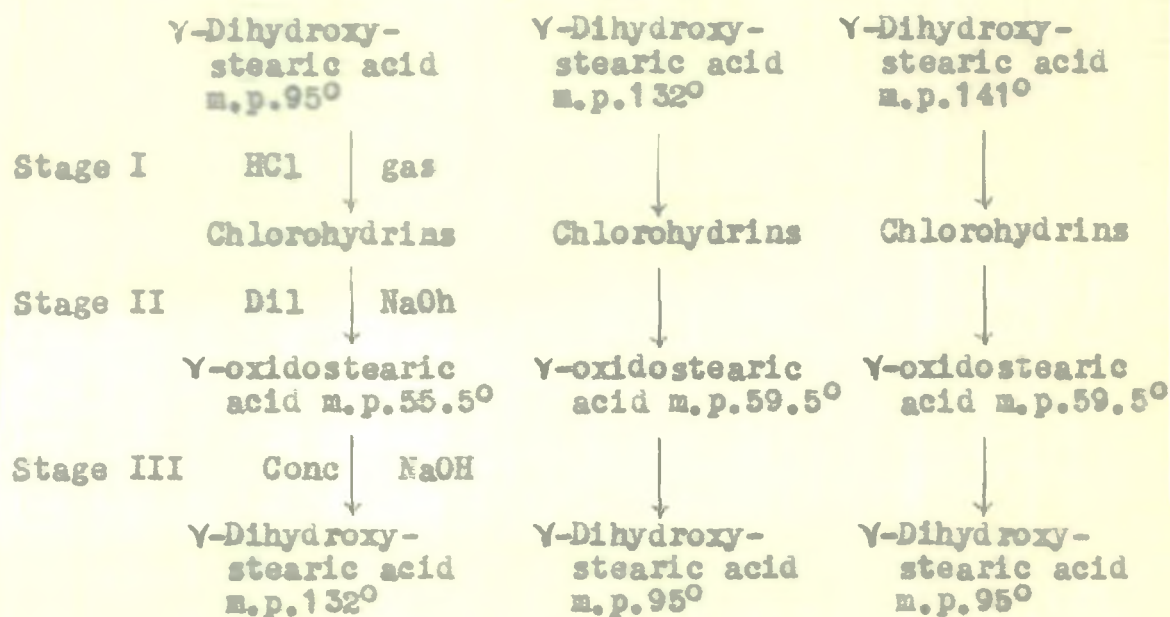 γ-Dihydroxy- γ-Dihydroxy- γ-Dihydroxy-
stearic acid stearic acid stearic acid
m.p.95° m.p.132° m.p.141°
Stage I HCl gas
Chlorohydrins Chlorohydrins Chlorohydrins
Stage II Dil NaOh
γ-oxidostearic γ-oxidostearic γ-oxidostearic
acid m.p.55.5° acid m.p.59.5° acid m.p.59.5°
Stage III Conc NaOH
γ-Dihydroxy- γ-Dihydroxy- γ-Dihydroxy-
stearic acid stearic acid stearic acid
m.p.132° m.p.95° m.p.95°